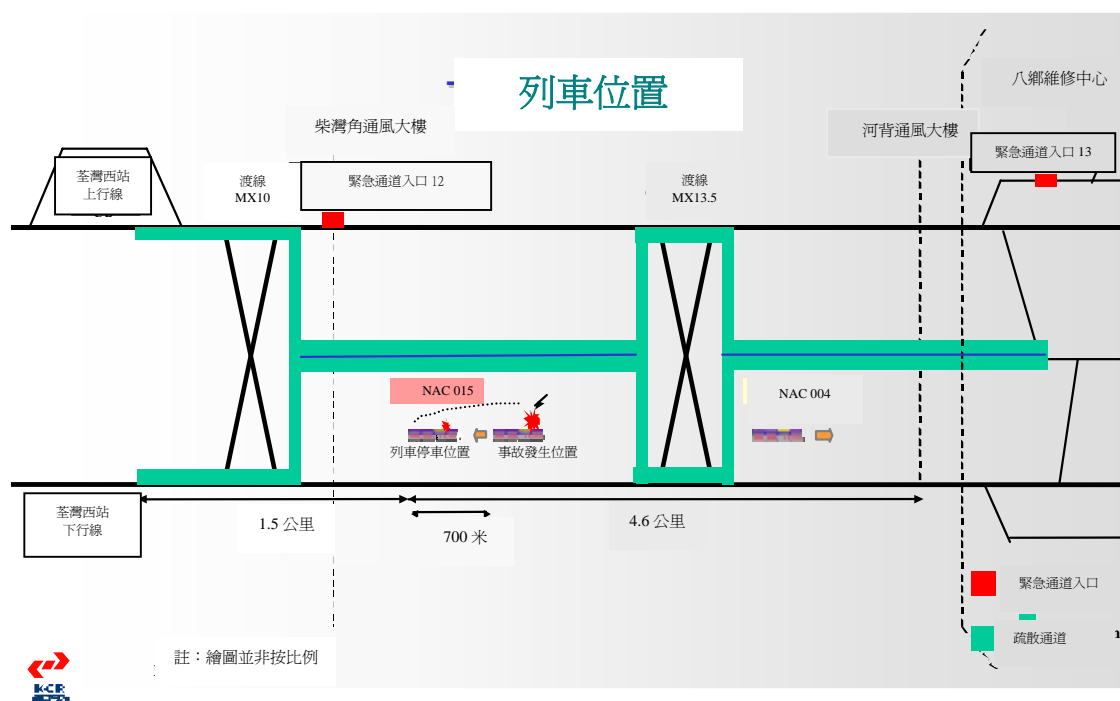 列車位置
八鄉維修中心
柴灣角通風大樓
河背通風大樓
緊急通道入口 13
荃灣西站
上行線
渡線
MX10
緊急通道入口 12
渡線
MX13.5
NAC 015
NAC 004
列車停車位置
事故發生位置
荃灣西站
下行線
1.5 公里
700 米
4.6 公里
緊急通道入口
疏散通道
註：繪圖並非按比例
KCR